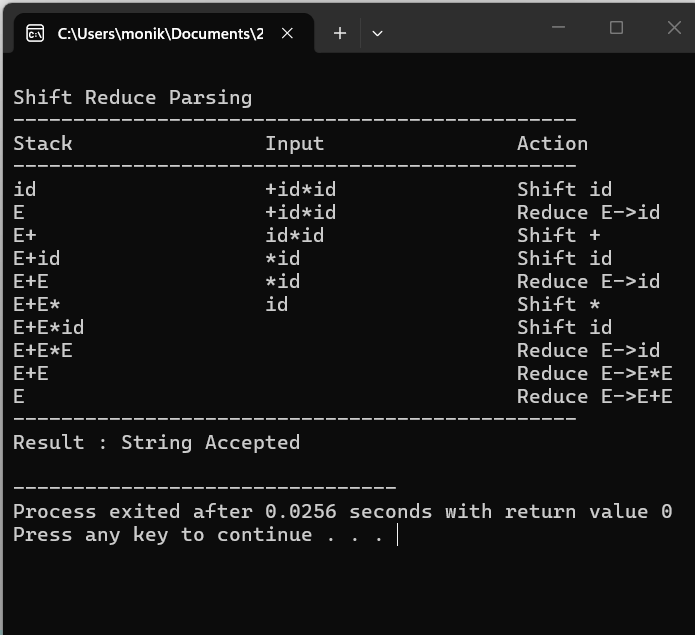 C:\Users\monik\Documents\2
Shift Reduce Parsing
-----------------------------------------------
Stack                Input                Action
-----------------------------------------------
id                   +id*id               Shift id
E                    +id*id               Reduce E->id
E+                   id*id                Shift +
E+id                 *id                  Shift id
E+E                  *id                  Reduce E->id
E+E*                 id                   Shift *
E+E*id                                    Shift id
E+E*E                                     Reduce E->id
E+E                                       Reduce E->E*E
E                                         Reduce E->E+E
-----------------------------------------------
Result : String Accepted
--------------------------------
Process exited after 0.0256 seconds with return value 0
Press any key to continue . . .